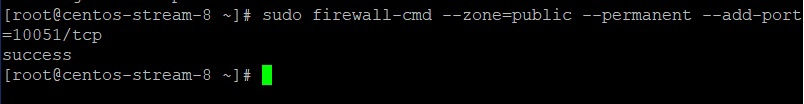 [root@centos-stream-8 ~]# sudo firewall-cmd --zone=public --permanent --add-port
=10051/tcp
success
[root@centos-stream-8 ~]#